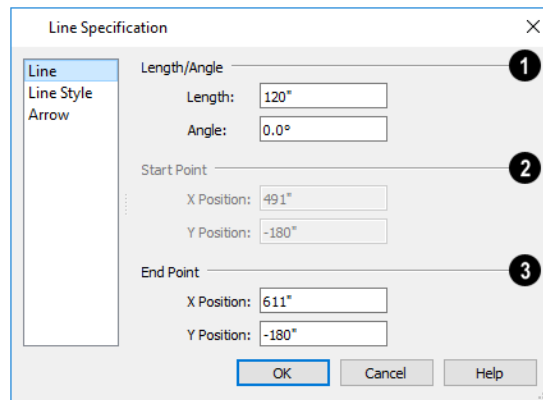 Line Specification
Line
Line Style
Arrow
Length/Angle
1
Length: 120"
Angle: 0.0°
Start Point
2
X Position: 491"
Y Position: -180"
End Point
3
X Position: 611"
Y Position: -180"
OK Cancel Help